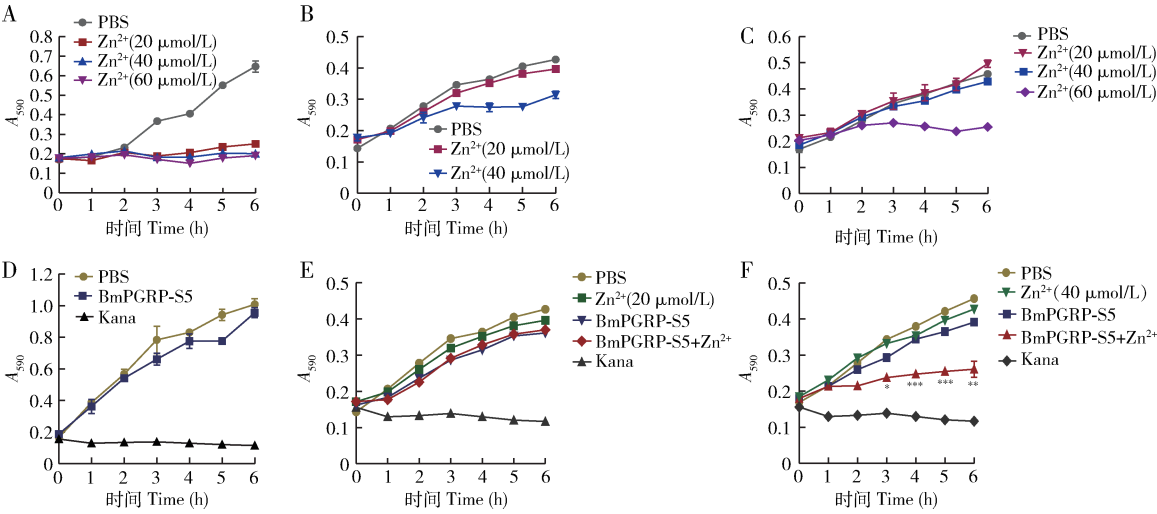 A
PBS
Zn²⁺(20 μmol/L)
Zn²⁺(40 μmol/L)
Zn²⁺(60 μmol/L)
0.8
0.7
0.6
0.5
0.4
0.3
0.2
0.1
0
A₅₉₀
0 1 2 3 4 5 6
时间 Time (h)
B
0.5
0.4
0.3
0.2
0.1
0
A₅₉₀
PBS
Zn²⁺(20 μmol/L)
Zn²⁺(40 μmol/L)
0 1 2 3 4 5 6
时间 Time (h)
C
0.6
0.5
0.4
0.3
0.2
0.1
0
A₅₉₀
PBS
Zn²⁺(20 μmol/L)
Zn²⁺(40 μmol/L)
Zn²⁺(60 μmol/L)
0 1 2 3 4 5 6
时间 Time (h)
D
PBS
BmPGRP-S5
Kana
1.2
1.0
0.8
0.6
0.4
0.2
0
A₅₉₀
0 1 2 3 4 5 6
时间 Time (h)
E
0.5
0.4
0.3
0.2
0.1
0
A₅₉₀
PBS
Zn²⁺(20 μmol/L)
BmPGRP-S5
BmPGRP-S5+Zn²⁺
Kana
0 1 2 3 4 5 6
时间 Time (h)
F
0.5
0.4
0.3
0.2
0.1
0
A₅₉₀
PBS
Zn²⁺(40 μmol/L)
BmPGRP-S5
BmPGRP-S5+Zn²⁺
Kana
* *** *** **
0 1 2 3 4 5 6
时间 Time (h)